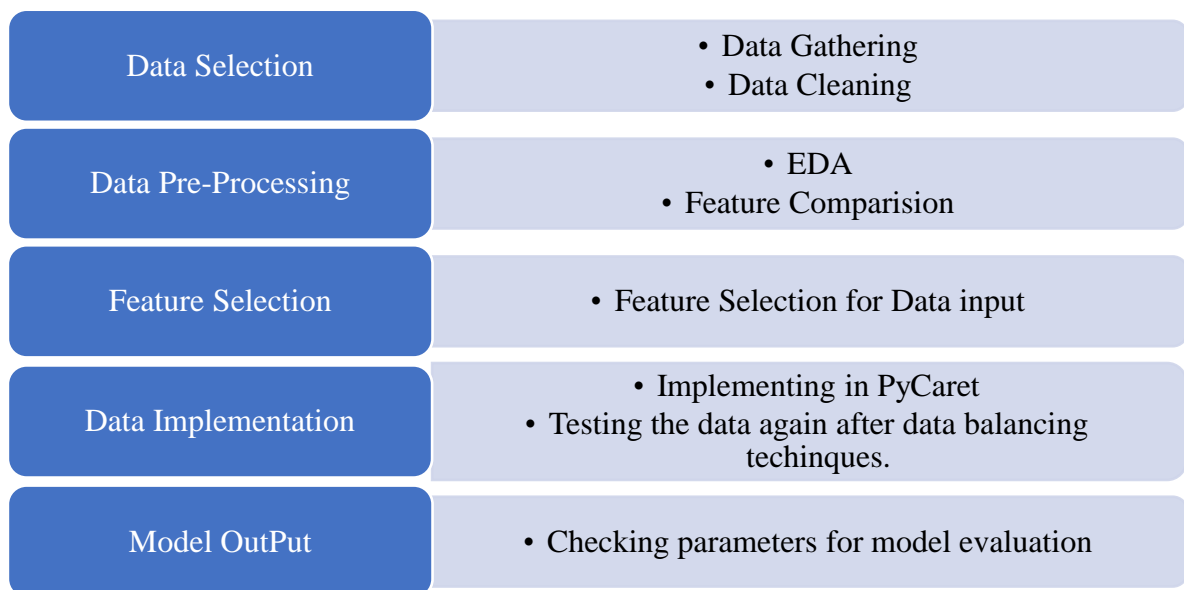 Data Selection
• Data Gathering
• Data Cleaning
Data Pre-Processing
• EDA
• Feature Comparision
Feature Selection
• Feature Selection for Data input
Data Implementation
• Implementing in PyCaret
• Testing the data again after data balancing
techinques.
Model OutPut
• Checking parameters for model evaluation